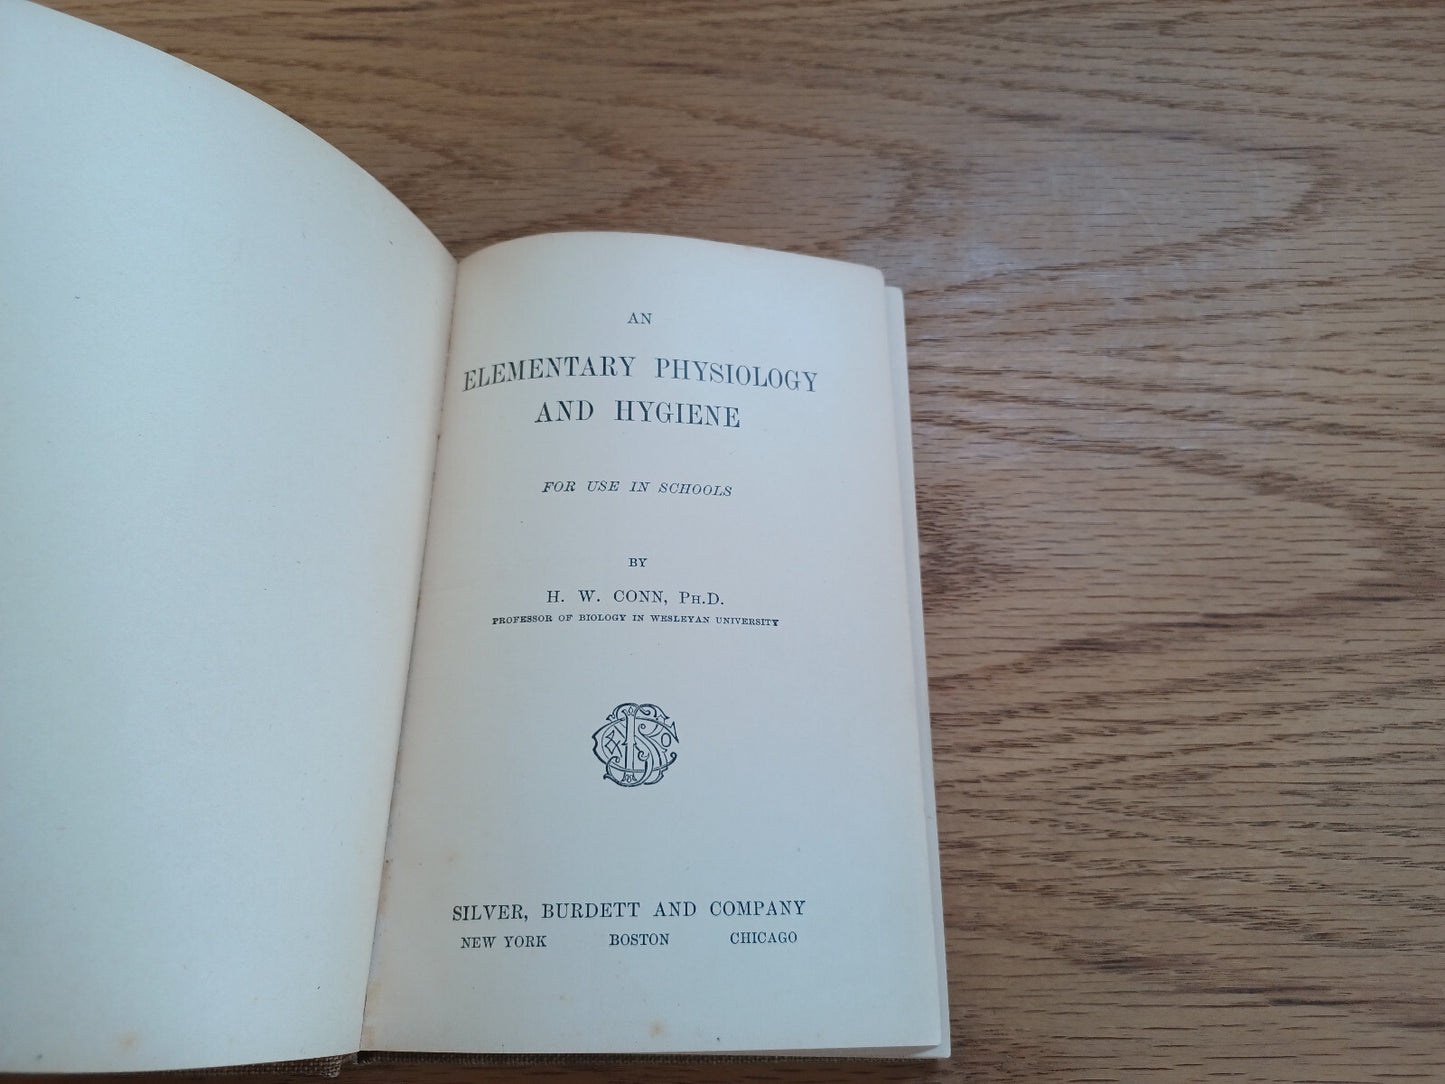 AN
ELEMENTARY PHYSIOLOGY
AND HYGIENE
FOR USE IN SCHOOLS
BY
H. W. CONN, PH.D.
PROFESSOR OF BIOLOGY IN WESLEYAN UNIVERSITY
SILVER, BURDETT AND COMPANY
NEW YORK BOSTON CHICAGO